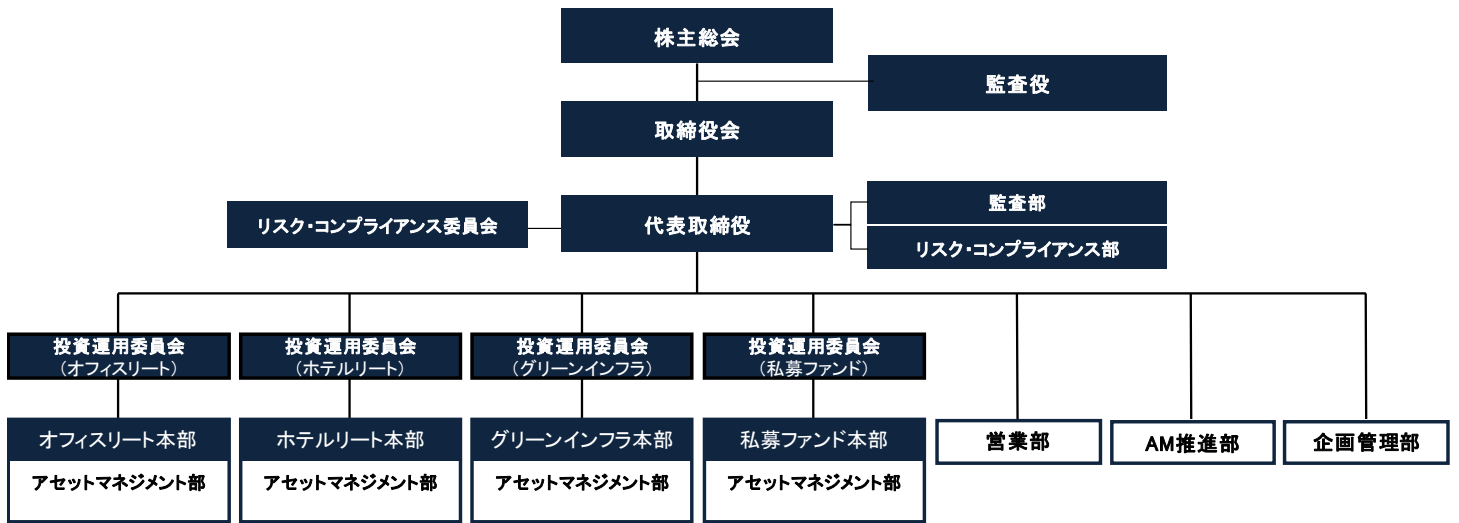 株主総会
監査役
取締役会
監査部
リスク・コンプライアンス委員会
代表取締役
リスク・コンプライアンス部
投資運用委員会
（オフィスリート）
投資運用委員会
（ホテルリート）
投資運用委員会
（グリーンインフラ）
投資運用委員会
（私募ファンド）
オフィスリート本部
アセットマネジメント部
ホテルリート本部
アセットマネジメント部
グリーンインフラ本部
アセットマネジメント部
私募ファンド本部
アセットマネジメント部
営業部
AM推進部
企画管理部